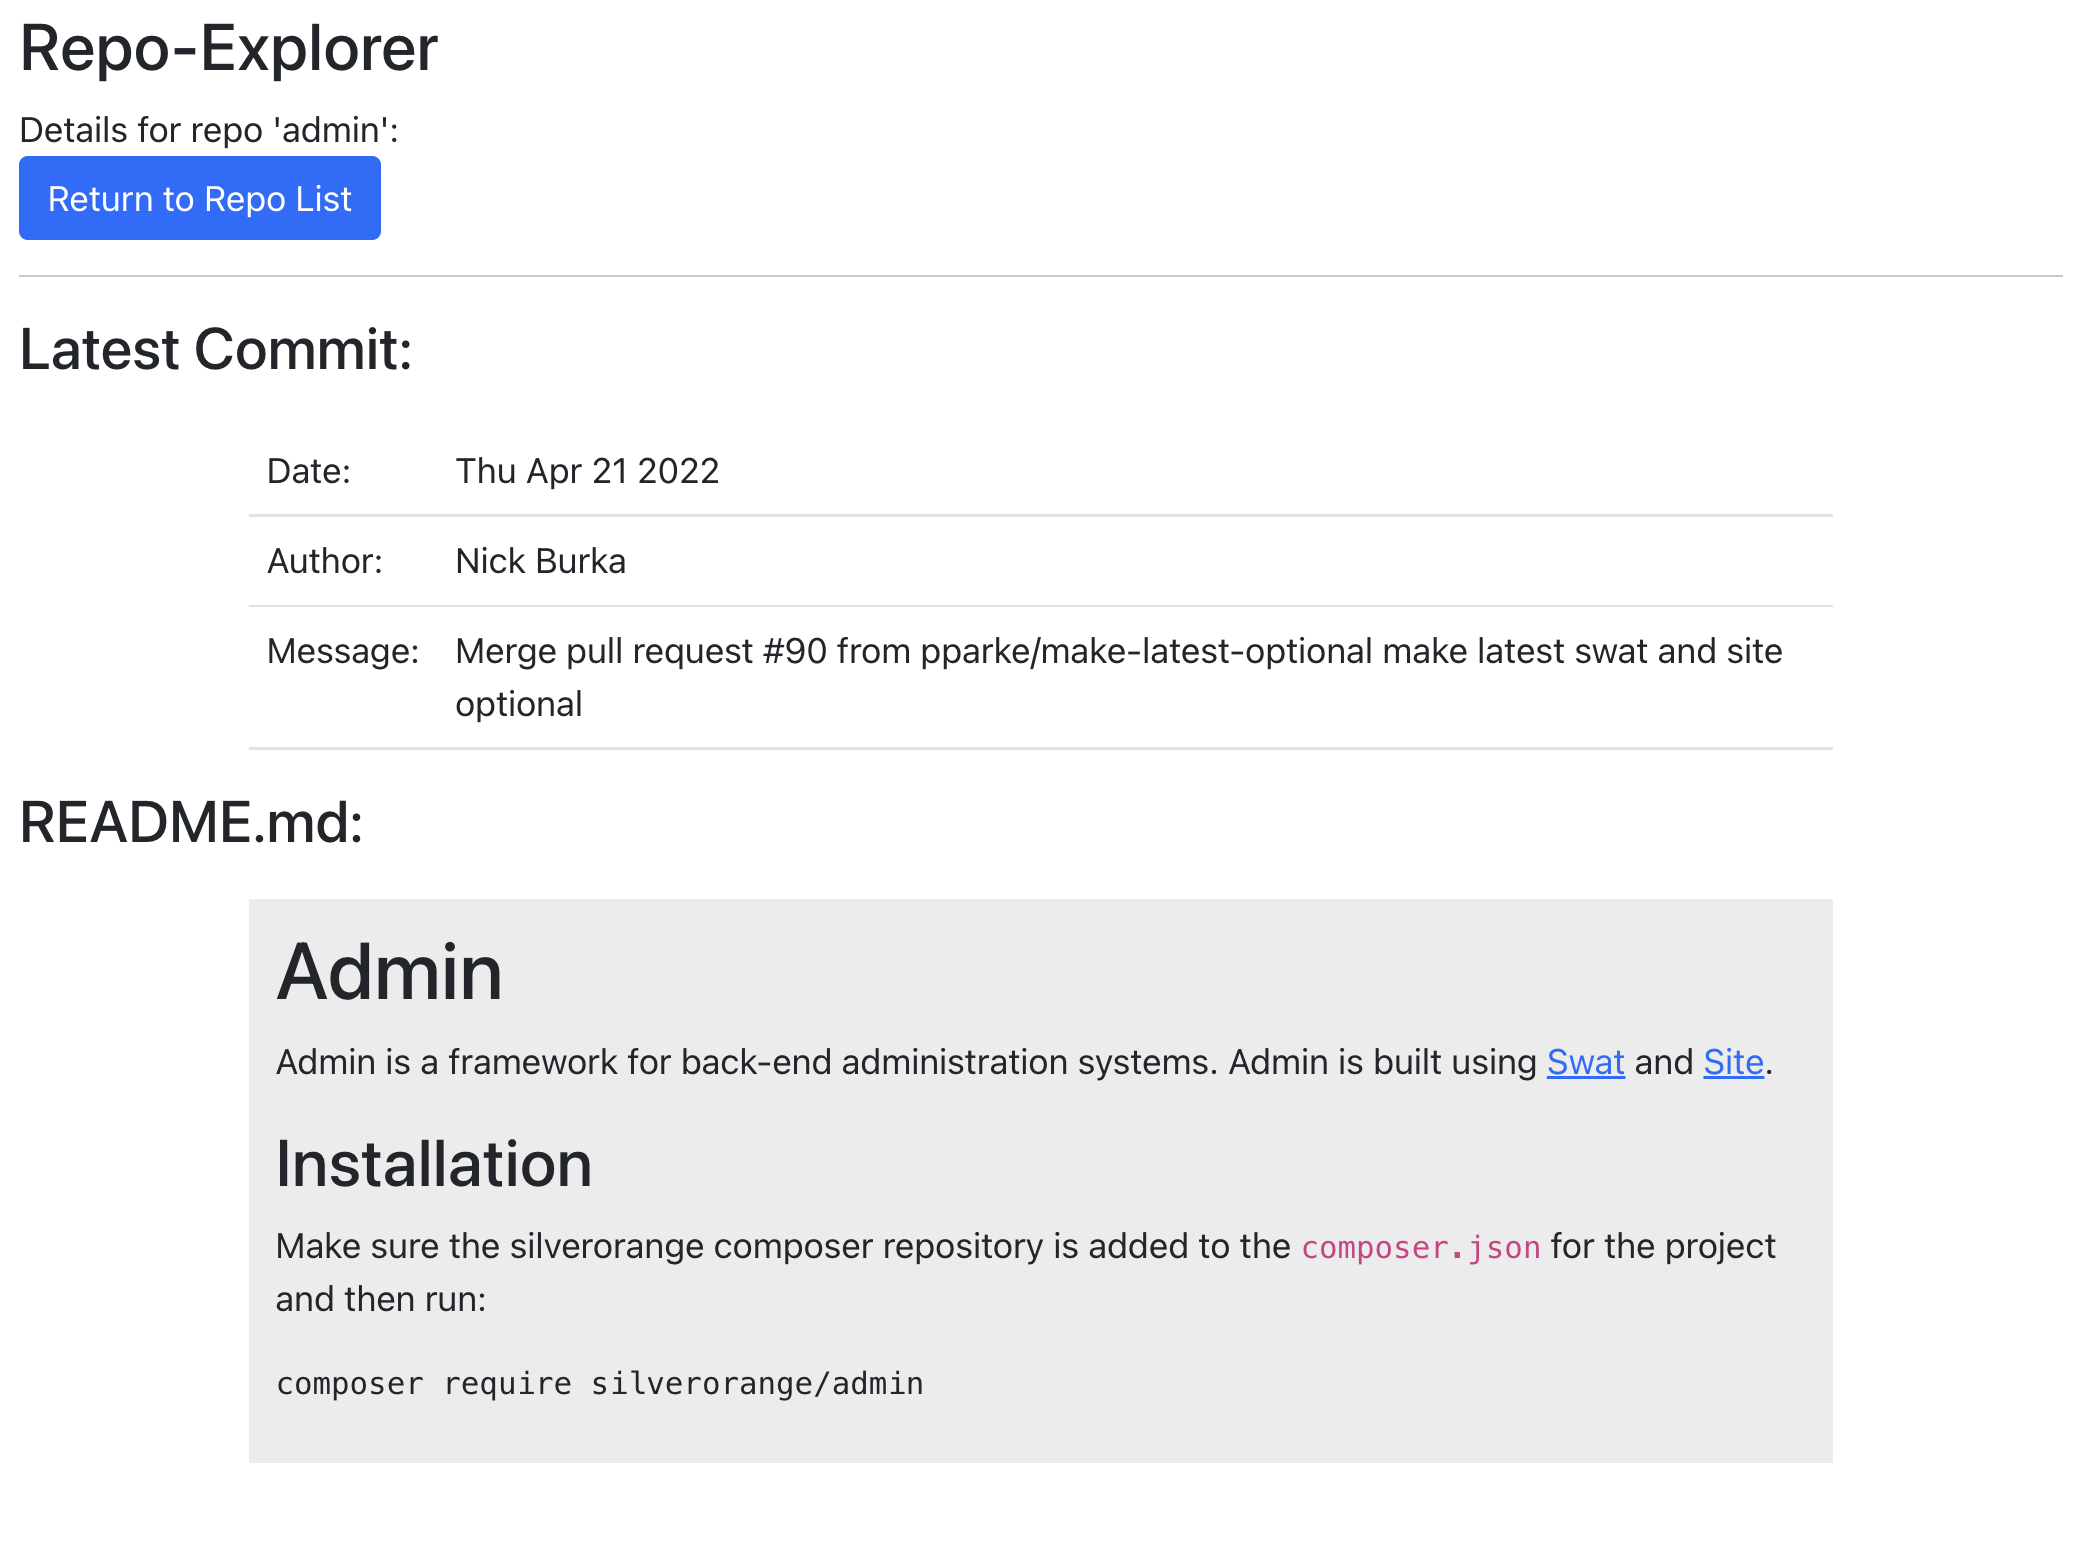 Repo-Explorer
Details for repo 'admin':
Return to Repo List
Latest Commit:
Date: Thu Apr 21 2022
Author: Nick Burka
Message: Merge pull request #90 from pparke/make-latest-optional make latest swat and site
optional
README.md:
Admin
Admin is a framework for back-end administration systems. Admin is built using Swat and Site.
Installation
Make sure the silverorange composer repository is added to the composer.json for the project
and then run:
composer require silverorange/admin